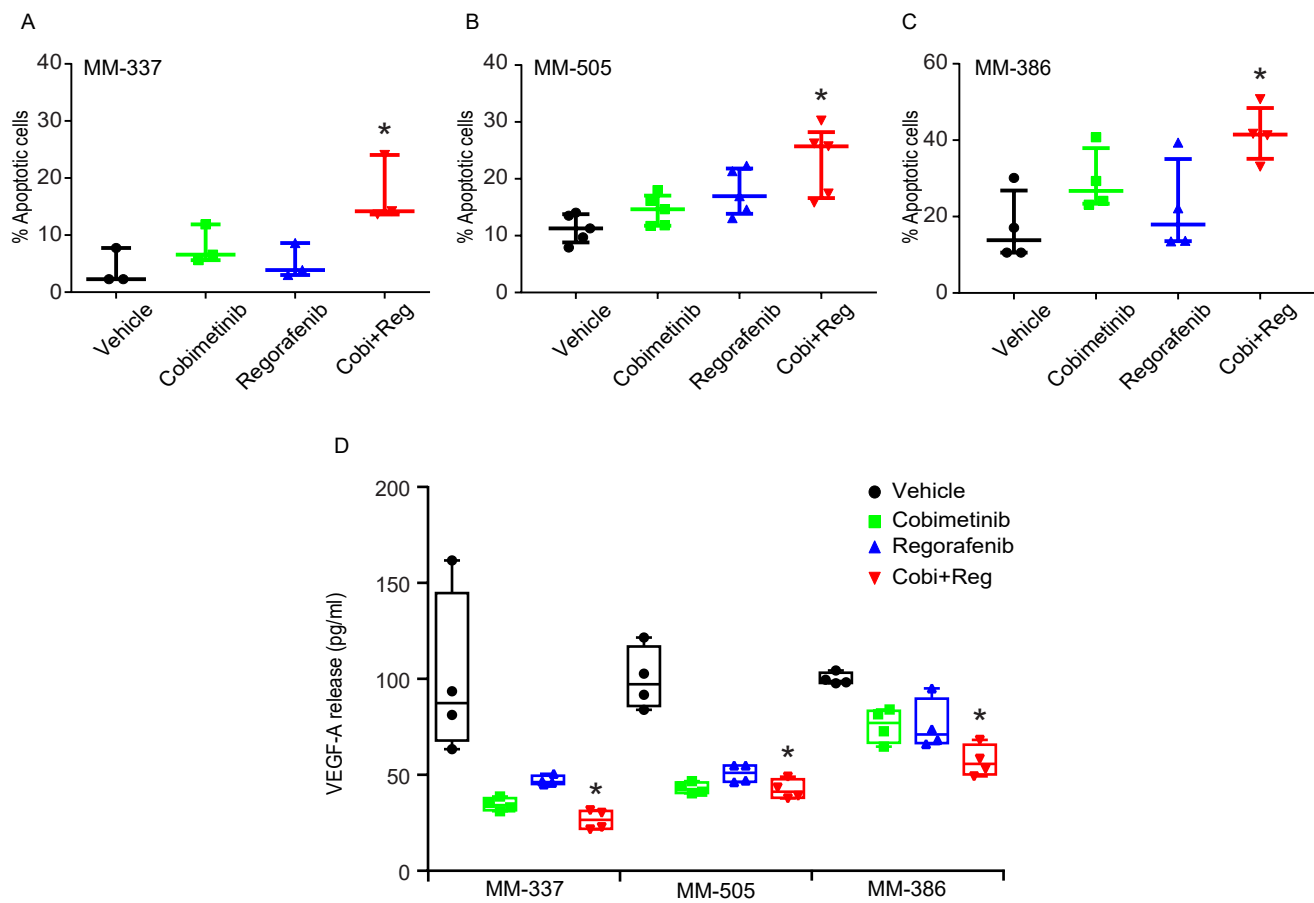 A
MM-337
% Apoptotic cells
40
30
20
10
0
*
Vehicle
Cobimetinib
Regorafenib
Cobi+Reg
B
MM-505
% Apoptotic cells
40
30
20
10
0
*
Vehicle
Cobimetinib
Regorafenib
Cobi+Reg
C
MM-386
% Apoptotic cells
60
40
20
0
*
Vehicle
Cobimetinib
Regorafenib
Cobi+Reg
D
VEGF-A release (pg/ml)
200
150
100
50
0
Vehicle
Cobimetinib
Regorafenib
Cobi+Reg
*
*
*
MM-337
MM-505
MM-386